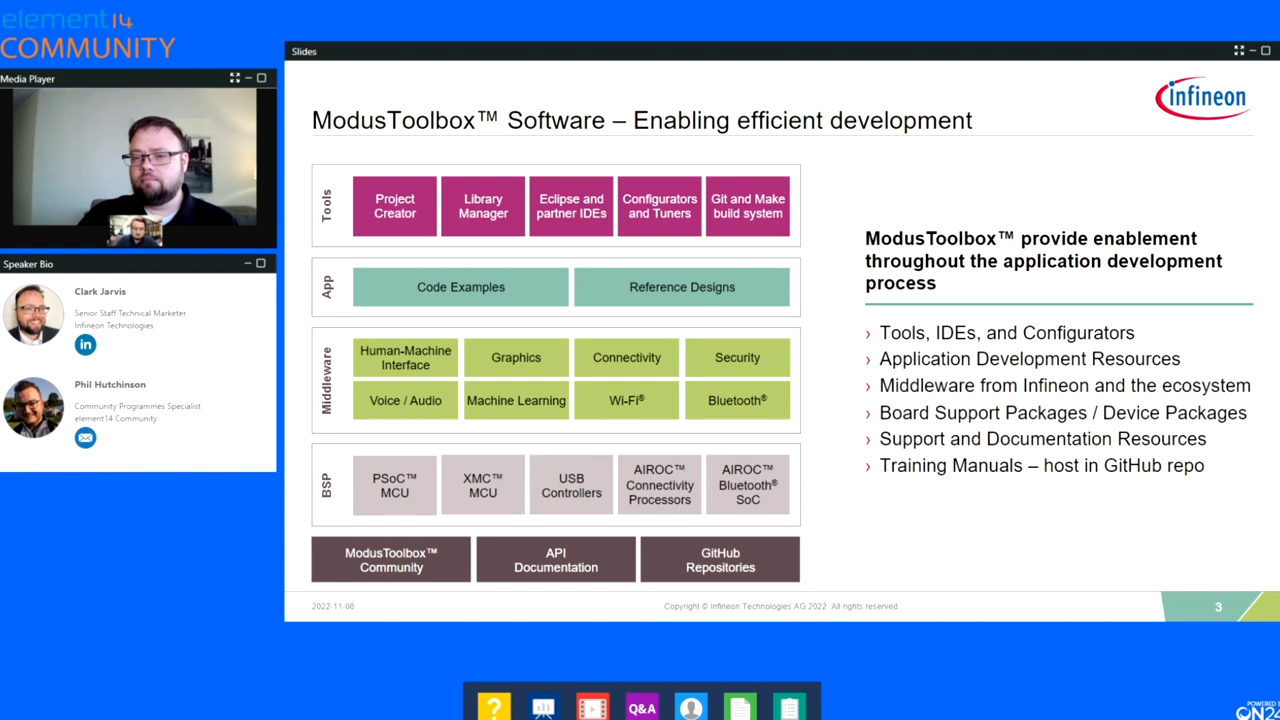 element14
COMMUNITY
Media Player
Speaker Bio
Clark Jarvis
Senior Staff Technical Marketer
Infineon Technologies
in
Phil Hutchinson
Community Programmes Specialist
element14 Community
Slides
infineon
ModusToolbox™ Software – Enabling efficient development
Tools
Project
Creator
Library
Manager
Eclipse and
partner IDEs
Configurators
and Tuners
Git and Make
build system
App
Code Examples
Reference Designs
Middleware
Human-Machine
Interface
Graphics
Connectivity
Security
Voice / Audio
Machine Learning
Wi-Fi®
Bluetooth®
BSP
PSoC™
MCU
XMC™
MCU
USB
Controllers
AIROC™
Connectivity
Processors
AIROC™
Bluetooth®
SoC
ModusToolbox™
Community
API
Documentation
GitHub
Repositories
ModusToolbox™ provide enablement
throughout the application development
process
› Tools, IDEs, and Configurators
› Application Development Resources
› Middleware from Infineon and the ecosystem
› Board Support Packages / Device Packages
› Support and Documentation Resources
› Training Manuals – host in GitHub repo
2022-11-08
Copyright © Infineon Technologies AG 2022 All rights reserved
3
?
Q&A
POWERED
ON24